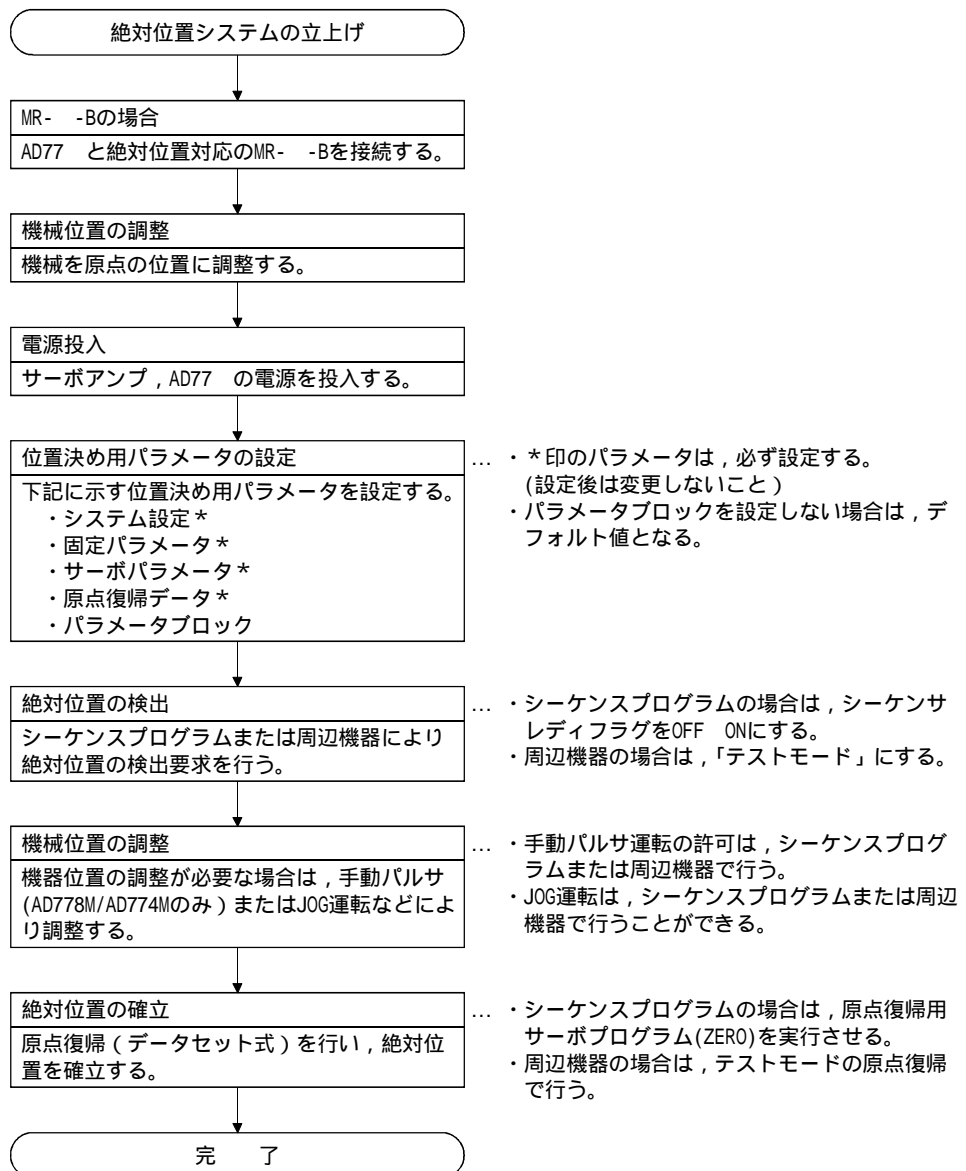 絶対位置システムの立上げ
MR-　-Bの場合
AD77　と絶対位置対応のMR-　-Bを接続する。
機械位置の調整
機械を原点の位置に調整する。
電源投入
サーボアンプ，AD77　の電源を投入する。
位置決め用パラメータの設定
下記に示す位置決め用パラメータを設定する。
・システム設定＊
・固定パラメータ＊
・サーボパラメータ＊
・原点復帰データ＊
・パラメータブロック
… ・＊印のパラメータは，必ず設定する。
(設定後は変更しないこと）
・パラメータブロックを設定しない場合は，デ
フォルト値となる。
絶対位置の検出
シーケンスプログラムまたは周辺機器により
絶対位置の検出要求を行う。
… ・シーケンスプログラムの場合は，シーケンサ
レディフラグをOFF　ONにする。
・周辺機器の場合は，「テストモード」にする。
機械位置の調整
機器位置の調整が必要な場合は，手動パルサ
(AD778M/AD774Mのみ）またはJOG運転などによ
り調整する。
… ・手動パルサ運転の許可は，シーケンスプログ
ラムまたは周辺機器で行う。
・JOG運転は，シーケンスプログラムまたは周辺
機器で行うことができる。
絶対位置の確立
原点復帰（データセット式）を行い，絶対位
置を確立する。
… ・シーケンスプログラムの場合は，原点復帰用
サーボプログラム(ZERO)を実行させる。
・周辺機器の場合は，テストモードの原点復帰
で行う。
完　　了